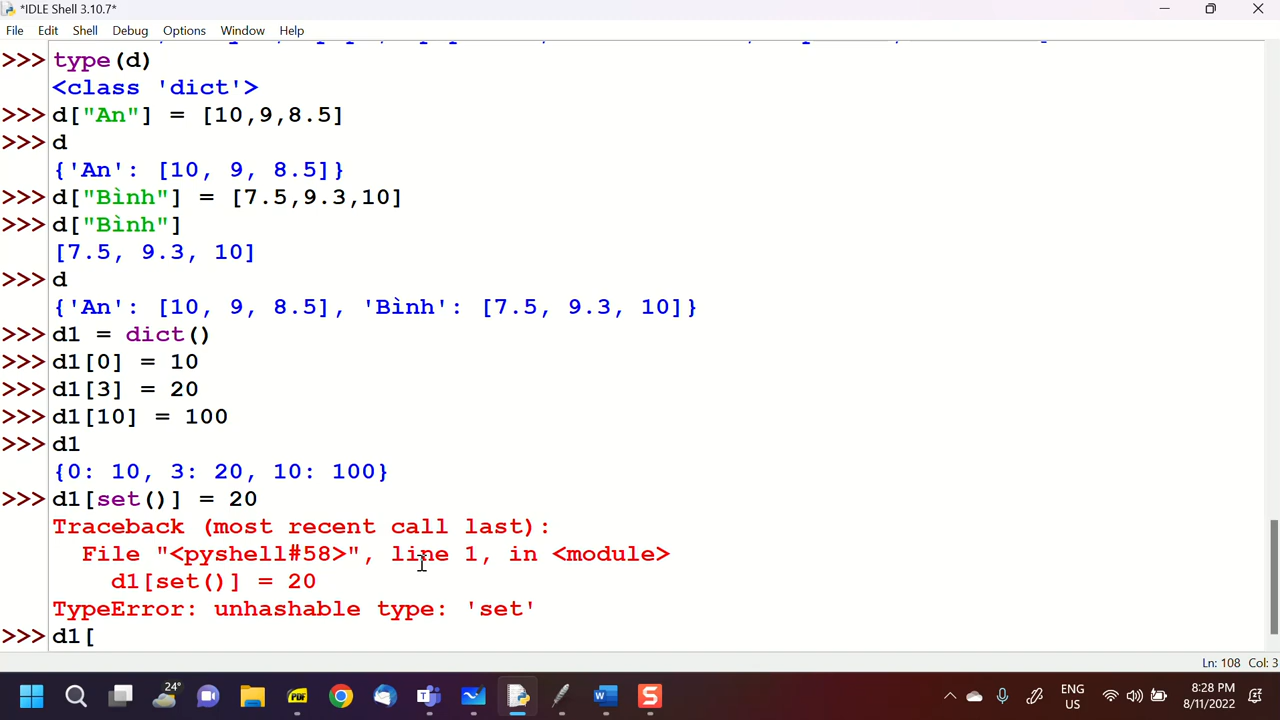 *IDLE Shell 3.10.7*
File Edit Shell Debug Options Window Help
>>> type(d)
<class 'dict'>
>>> d["An"] = [10,9,8.5]
>>> d
{'An': [10, 9, 8.5]}
>>> d["Bình"] = [7.5,9.3,10]
>>> d["Bình"]
[7.5, 9.3, 10]
>>> d
{'An': [10, 9, 8.5], 'Bình': [7.5, 9.3, 10]}
>>> d1 = dict()
>>> d1[0] = 10
>>> d1[3] = 20
>>> d1[10] = 100
>>> d1
{0: 10, 3: 20, 10: 100}
>>> d1[set()] = 20
Traceback (most recent call last):
File "<pyshell#58>", line 1, in <module>
d1[set()] = 20
TypeError: unhashable type: 'set'
>>> d1[
Ln: 108 Col: 3
24°
PDF
ENG
US
8:28 PM
8/11/2022